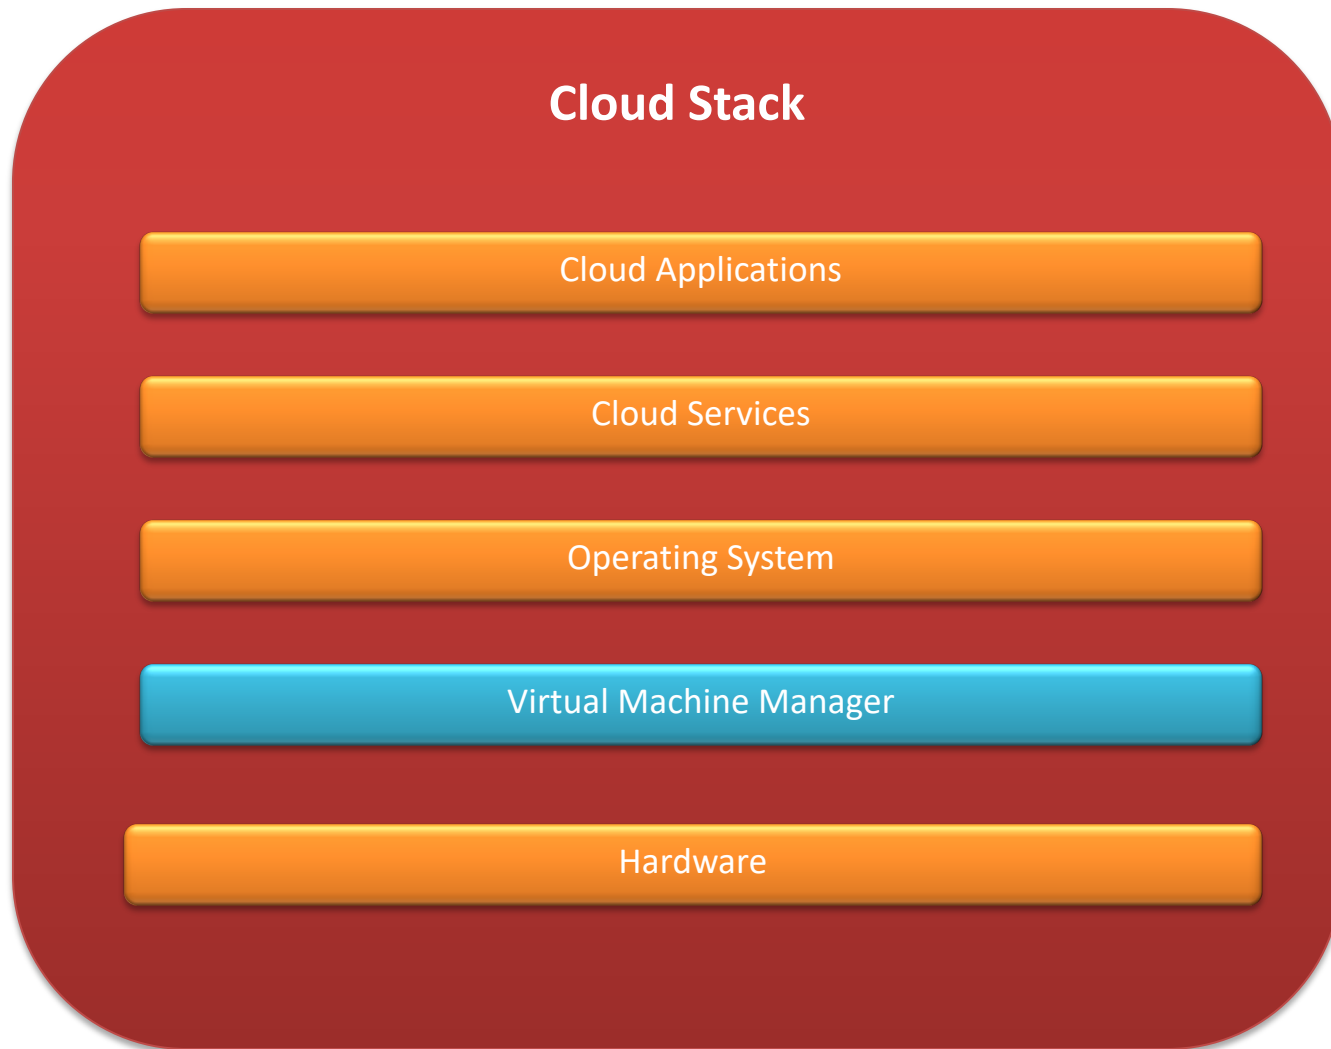 Cloud Stack
Cloud Applications
Cloud Services
Operating System
Virtual Machine Manager
Hardware